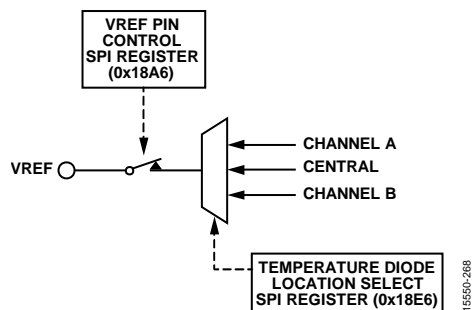 VREF PIN
CONTROL
SPI REGISTER
(0x18A6)
VREF
CHANNEL A
CENTRAL
CHANNEL B
TEMPERATURE DIODE
LOCATION SELECT
SPI REGISTER (0x18E6)
15550-268